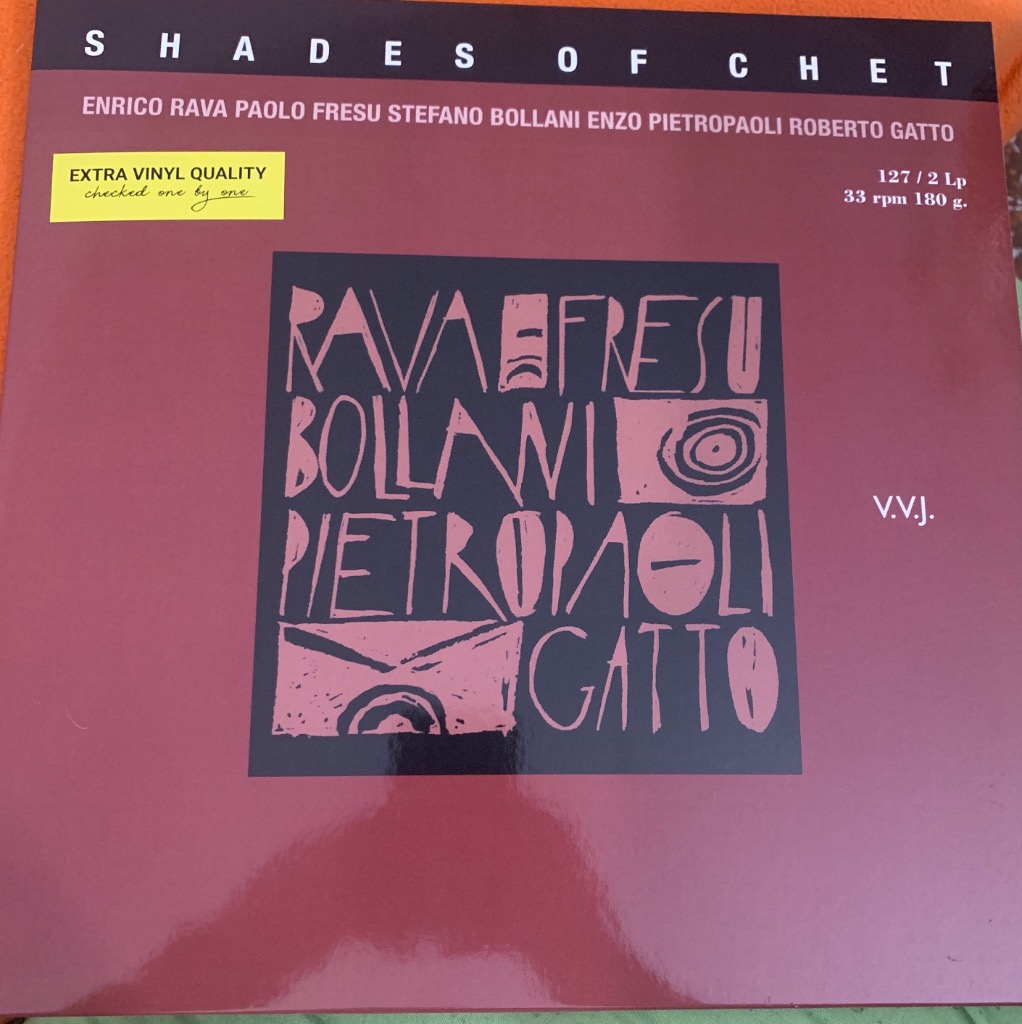 SHADES OF CHET
ENRICO RAVA PAOLO FRESU STEFANO BOLLANI ENZO PIETROPAOLI ROBERTO GATTO
EXTRA VINYL QUALITY
checked one by one
127 / 2 Lp
33 rpm 180 g.
RAVA FRESU
BOLLANI
V.V.J.
PIETROPAOLI
GATTO